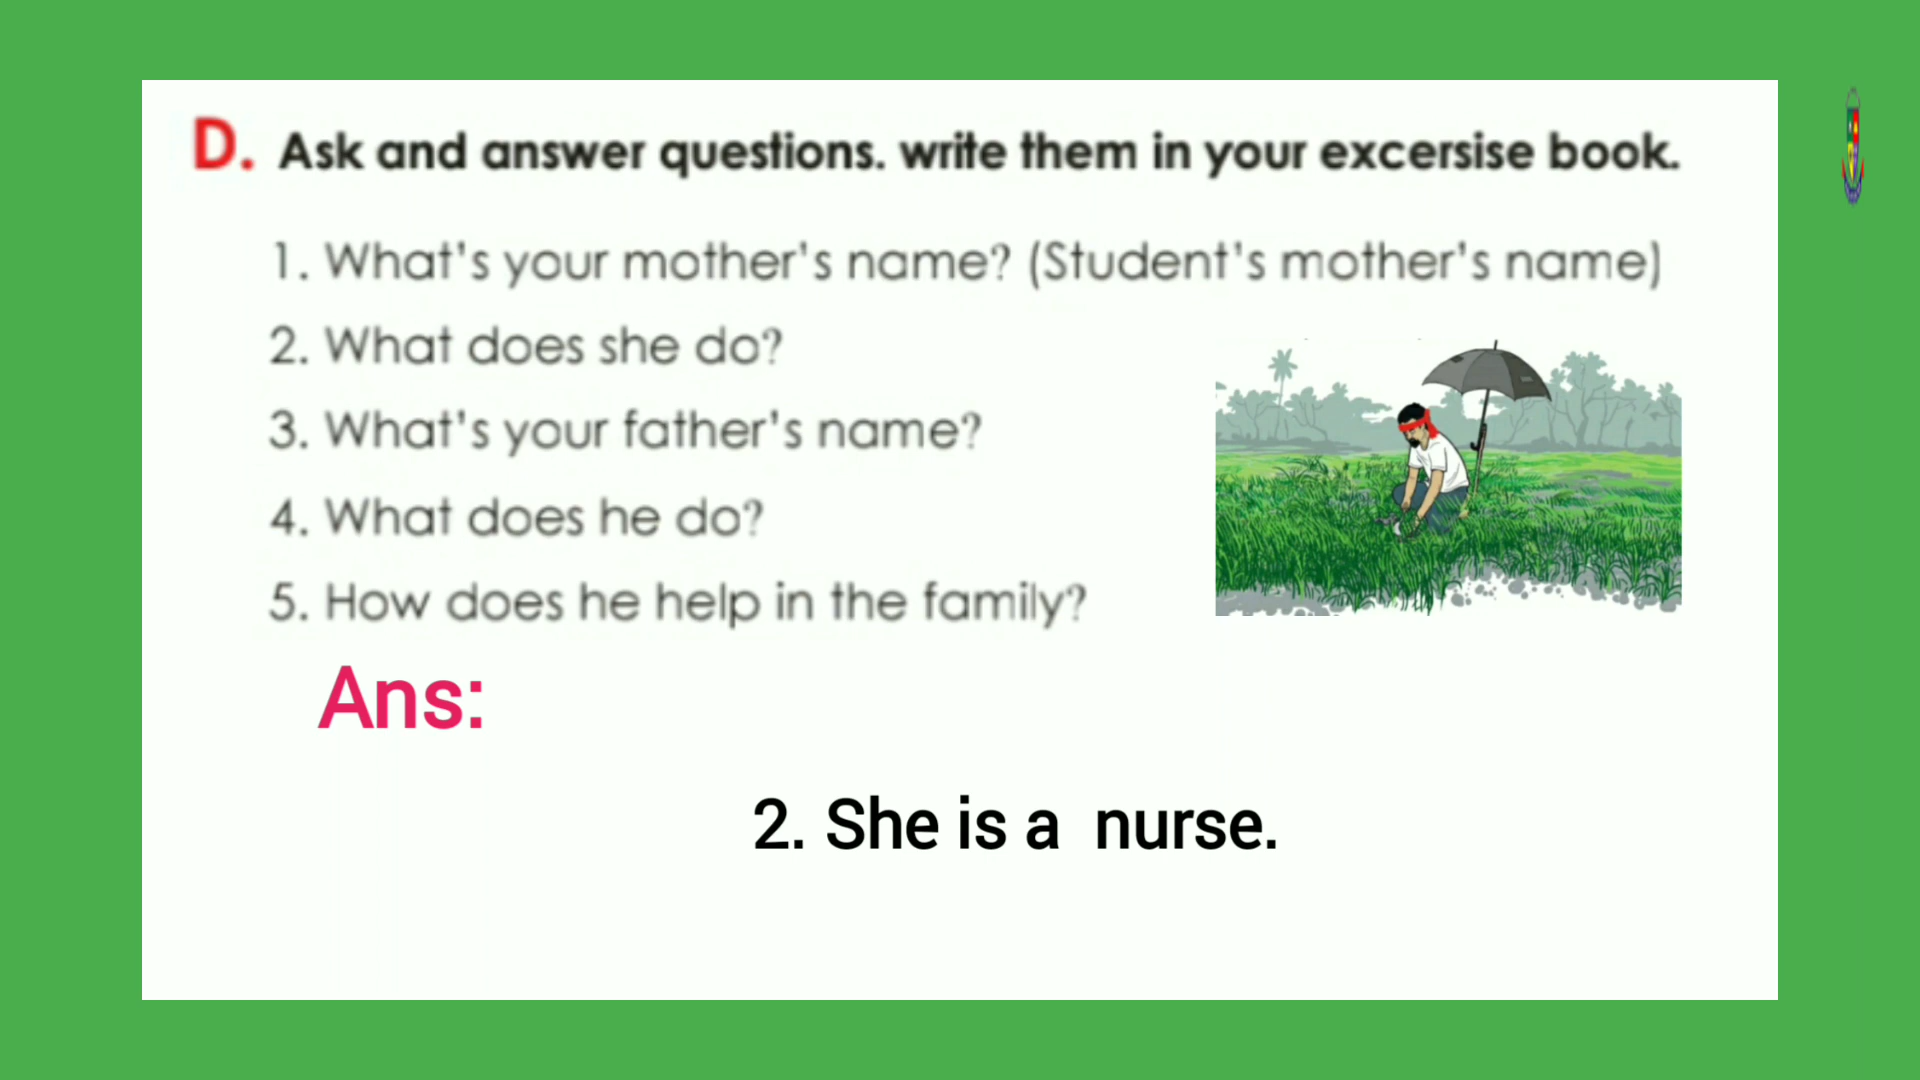 D. Ask and answer questions. write them in your excersise book.
1. What's your mother's name? (Student's mother's name)
2. What does she do?
3. What's your father's name?
4. What does he do?
5. How does he help in the family?
Ans:
2. She is a nurse.